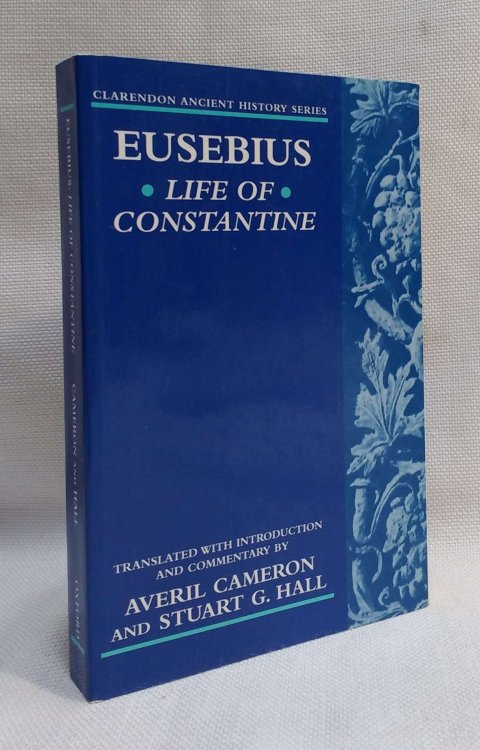 CLARENDON ANCIENT HISTORY SERIES
EUSEBIUS
• LIFE OF •
CONSTANTINE
TRANSLATED WITH INTRODUCTION
AND COMMENTARY BY
AVERIL CAMERON
AND STUART G. HALL
EUSEBIUS: LIFE OF CONSTANTINE CAMERON AND HALL OXFORD